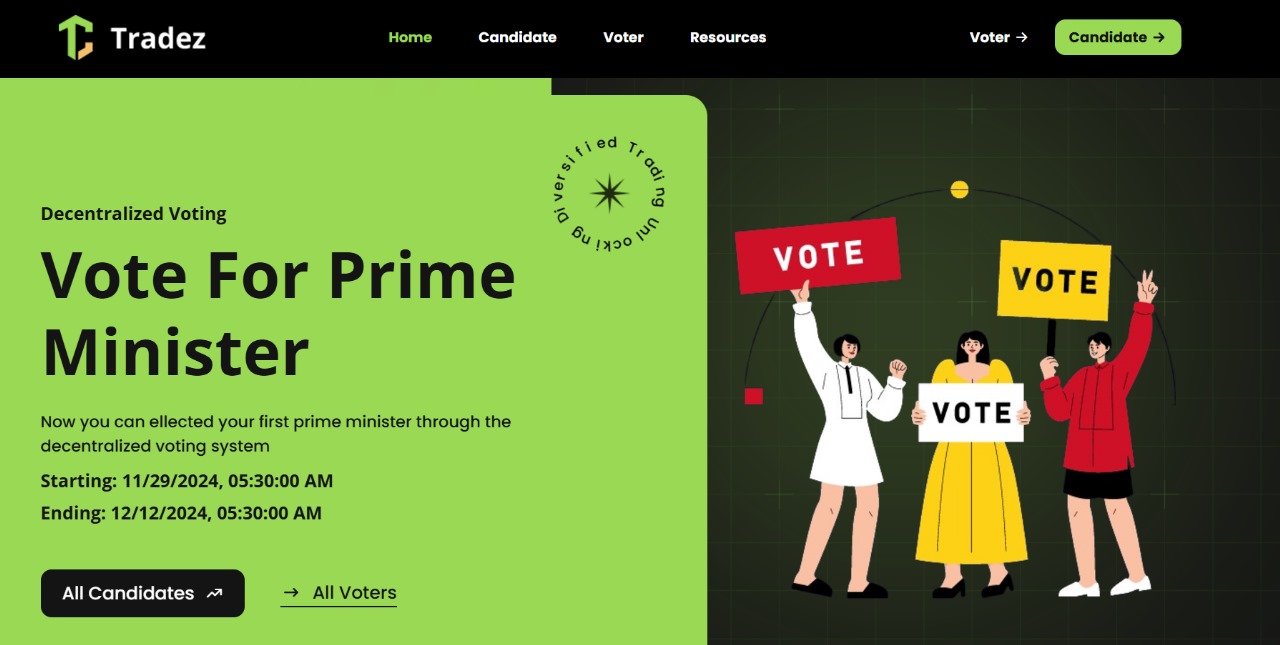 Tradez
Home Candidate Voter Resources Voter → Candidate →
Diversified Trading Unlocking
Decentralized Voting
Vote For Prime
Minister
Now you can ellected your first prime minister through the
decentralized voting system
Starting: 11/29/2024, 05:30:00 AM
Ending: 12/12/2024, 05:30:00 AM
All Candidates → All Voters
VOTE
VOTE
VOTE